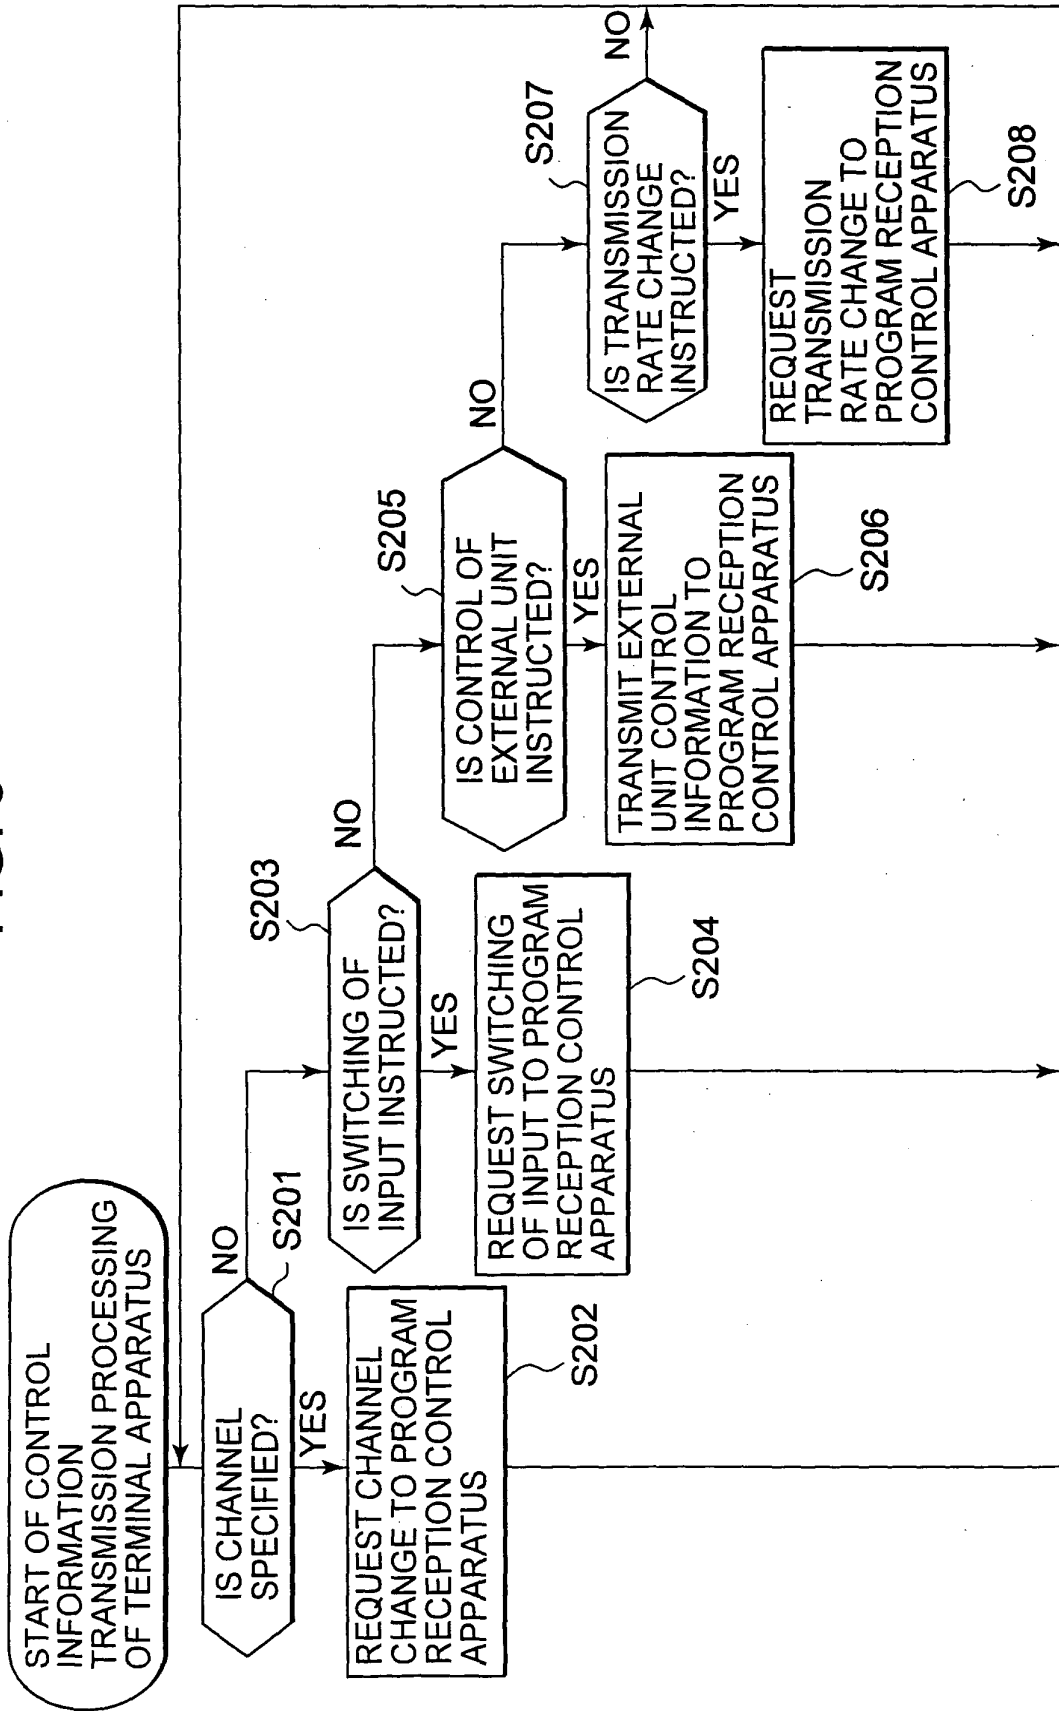 START OF CONTROL
INFORMATION
TRANSMISSION PROCESSING
OF TERMINAL APPARATUS
IS CHANNEL
SPECIFIED?
NO
S201
YES
REQUEST CHANNEL
CHANGE TO PROGRAM
RECEPTION CONTROL
APPARATUS
S202
IS SWITCHING OF
INPUT INSTRUCTED?
S203
NO
YES
REQUEST SWITCHING
OF INPUT TO PROGRAM
RECEPTION CONTROL
APPARATUS
S204
IS CONTROL OF
EXTERNAL UNIT
INSTRUCTED?
S205
NO
YES
TRANSMIT EXTERNAL
UNIT CONTROL
INFORMATION TO
PROGRAM RECEPTION
CONTROL APPARATUS
S206
IS TRANSMISSION
RATE CHANGE
INSTRUCTED?
S207
NO
YES
REQUEST
TRANSMISSION
RATE CHANGE TO
PROGRAM RECEPTION
CONTROL APPARATUS
S208